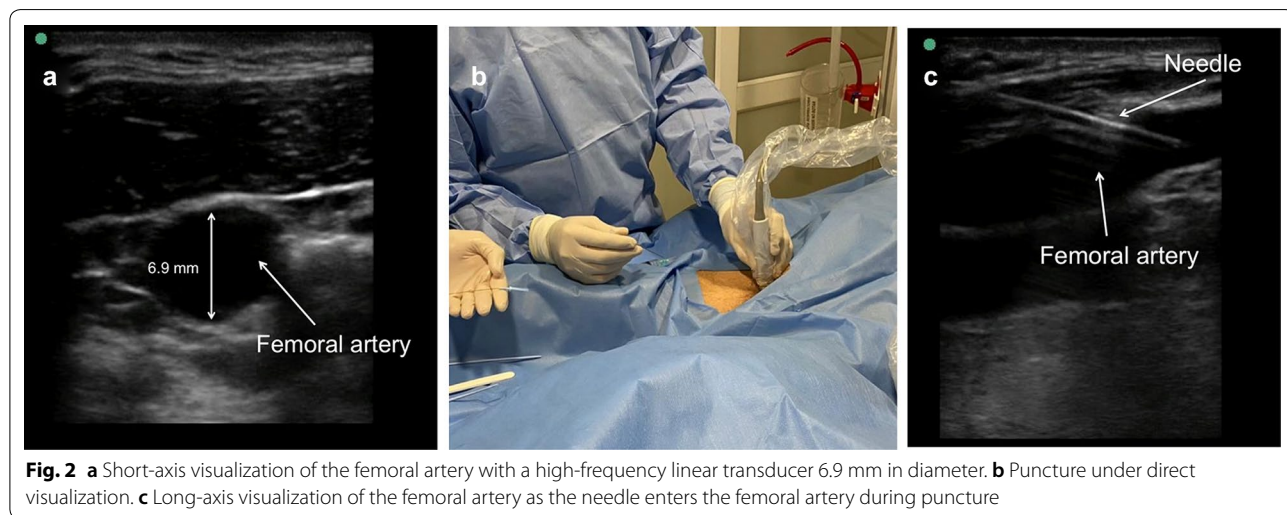 a
6.9 mm
Femoral artery
b
c
Needle
Femoral artery
Fig. 2 a Short-axis visualization of the femoral artery with a high-frequency linear transducer 6.9 mm in diameter. b Puncture under direct
visualization. c Long-axis visualization of the femoral artery as the needle enters the femoral artery during puncture